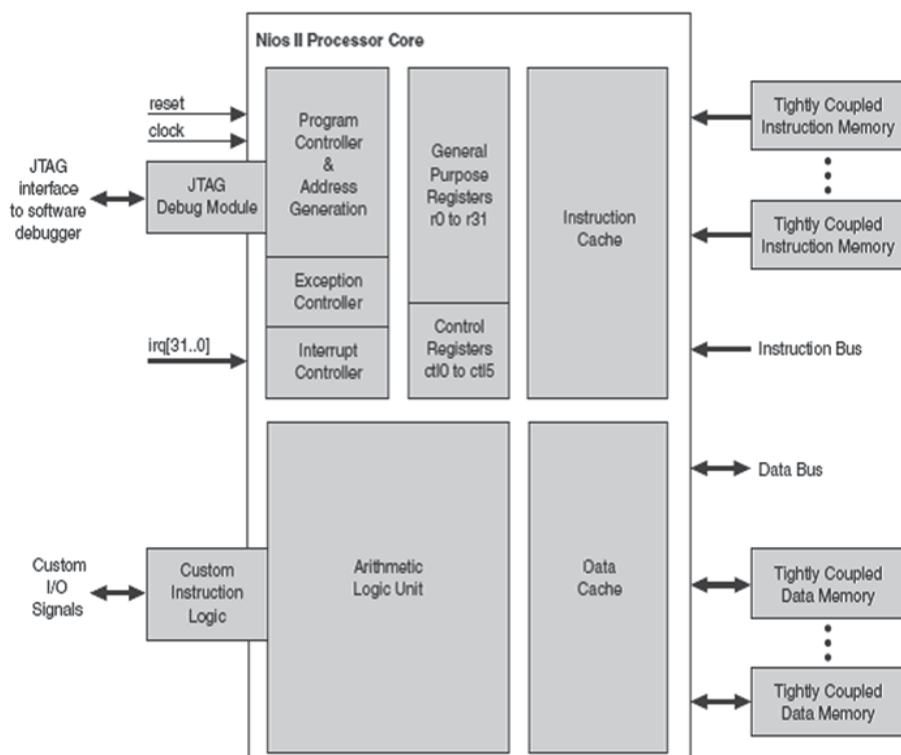 Nios II Processor Core
reset
clock
JTAG
interface
to software
debugger
JTAG
Debug Module
irq[31..0]
Program
Controller
&
Address
Generation
Exception
Controller
Interrupt
Controller
General
Purpose
Registers
r0 to r31
Control
Registers
ctl0 to ctl5
Instruction
Cache
Tightly Coupled
Instruction Memory
Tightly Coupled
Instruction Memory
Instruction Bus
Data Bus
Custom
I/O
Signals
Custom
Instruction
Logic
Arithmetic
Logic Unit
Data
Cache
Tightly Coupled
Data Memory
Tightly Coupled
Data Memory